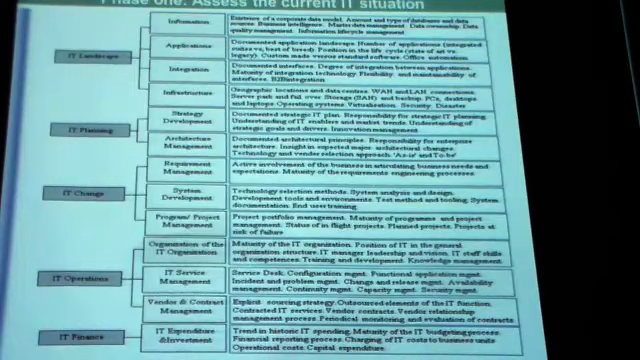 Phase one: Assess the current IT situation
IT Landscape
Information
Existence of a corporate data model. Amount and type of databases and data
sources. Business intelligence. Master data management. Data ownership. Data
quality management. Information lifecycle management
Applications
Documented application landscape Number of applications (integrated
suites vs. best of breed). Position in the life cycle (state of art vs.
legacy). Custom made versus standard software. Office automation.
Integration
Documented interfaces. Degree of integration between applications.
Maturity of integration technology. Flexibility and maintainability of
interfaces. B2B integration
Infrastructure
Geographic locations and data centres. WAN and LAN connections.
Server park and fail over. Storage (SAN) and backup. PCs, desktops
and laptops. Operating systems. Virtualization. Security. Disaster
IT Planning
Strategy
Development
Documented strategic IT plan. Responsibility for strategic IT planning.
Understanding of IT enablers and market trends. Understanding of
strategic goals and drivers. Innovation management
Architecture
Management
Documented architectural principles. Responsibility for enterprise
architecture. Insight in expected major architectural changes.
Technology and vendor selection approach. 'As-is' and 'To-be'
IT Change
Requirement
Management
Active involvement of the business in articulating business needs and
expectations. Maturity of the requirements engineering processes.
System
Development
Technology selection methods. System analysis and design.
Development tools and environments. Test method and tooling. System
documentation. End user training.
Program/ Project
Management
Project portfolio management. Maturity of programme and project
management. Status of in flight projects. Planned projects. Projects at
risk of failure
IT Operations
Organization of the
IT Organization
Maturity of the IT organization. Position of IT in the general
organization structure. IT manager leadership and vision. IT staff skills
and competences. Training and development. Knowledge management.
IT Service
Management
Service Desk. Configuration mgmt. Functional application mgmt.
Incident and problem mgmt. Change and release mgmt. Availability
management. Continuity mgmt. Capacity mgmt. Security mgmt.
Vendor & Contract
Management
Explicit sourcing strategy. Outsourced elements of the IT function.
Contracted IT services. Vendor contracts. Vendor relationship
management process. Periodical monitoring and evaluation of contracts.
IT Finance
IT Expenditure
&Investment
Trend in historic IT spending. Maturity of the IT budgeting process.
Financial reporting process. Charging of IT costs to business units
Operational costs. Capital expenditure.